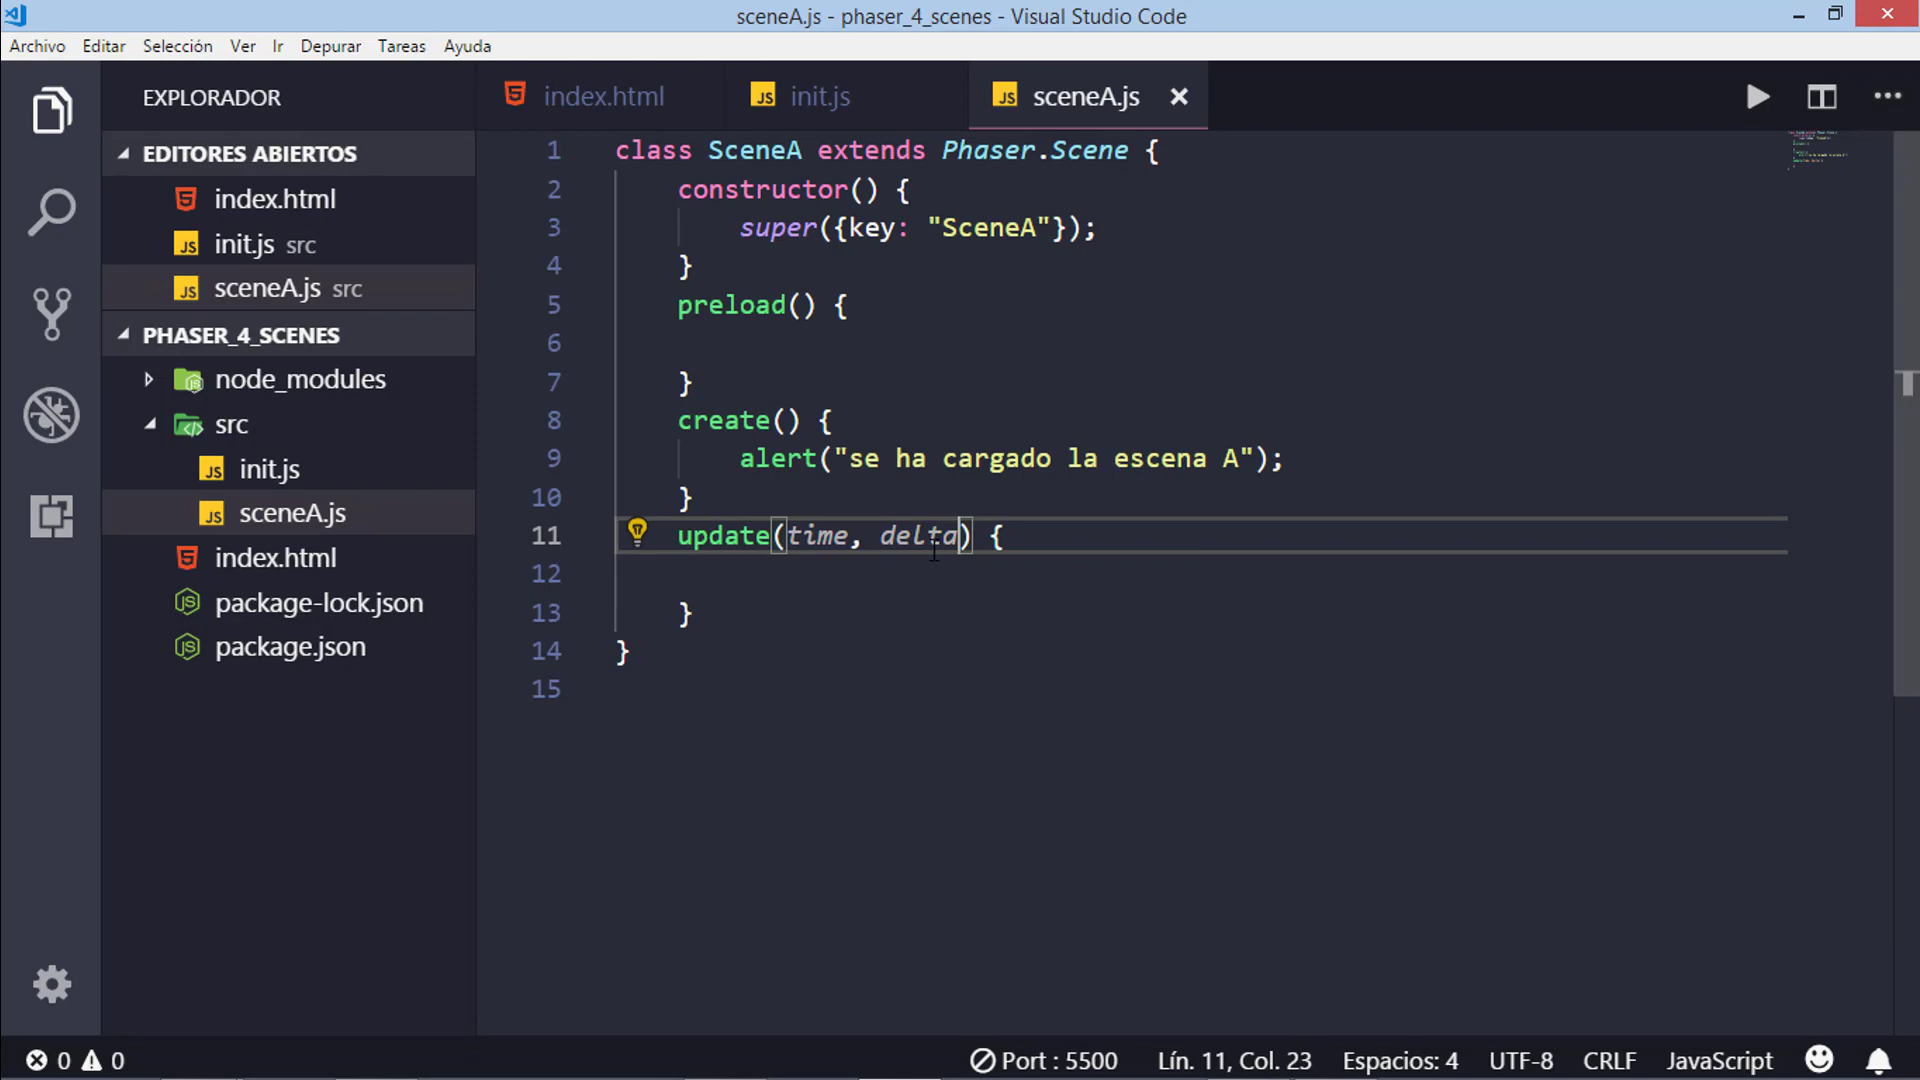 sceneA.js - phaser_4_scenes - Visual Studio Code
Archivo Editar Selección Ver Ir Depurar Tareas Ayuda
EXPLORADOR
EDITORES ABIERTOS
index.html
init.js src
sceneA.js src
PHASER_4_SCENES
node_modules
src
init.js
sceneA.js
index.html
package-lock.json
package.json
index.html init.js sceneA.js
1 class SceneA extends Phaser.Scene {
2 constructor() {
3 super({key: "SceneA"});
4 }
5 preload() {
6
7 }
8 create() {
9 alert("se ha cargado la escena A");
10 }
11 update(time, delta) {
12
13 }
14 }
15
0 0 Port : 5500 Lín. 11, Col. 23 Espacios: 4 UTF-8 CRLF JavaScript